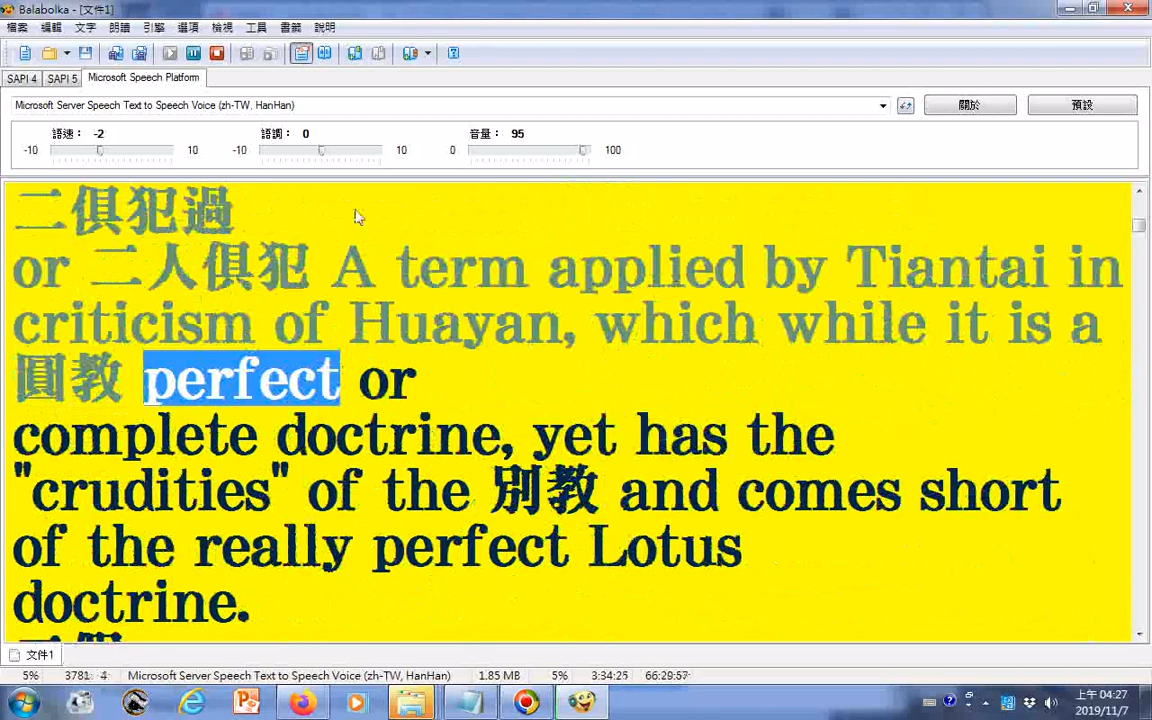 Balabolka - [文件1]
檔案 編輯 文字 朗讀 引擎 選項 檢視 工具 書籤 說明
SAPI 4 SAPI 5 Microsoft Speech Platform
Microsoft Server Speech Text to Speech Voice (zh-TW, HanHan) 關於 預設
語速： -2 語調： 0 音量： 95
-10 10 -10 10 0 100
二俱犯過
or 二人俱犯 A term applied by Tiantai in
criticism of Huayan, which while it is a
圓教 perfect or
complete doctrine, yet has the
"crudities" of the 別教 and comes short
of the really perfect Lotus
doctrine.
文件1
5% 3781: 4 Microsoft Server Speech Text to Speech Voice (zh-TW, HanHan) 1.85 MB 5% 3:34:25 66:29:57
上午 04:27
2019/11/7